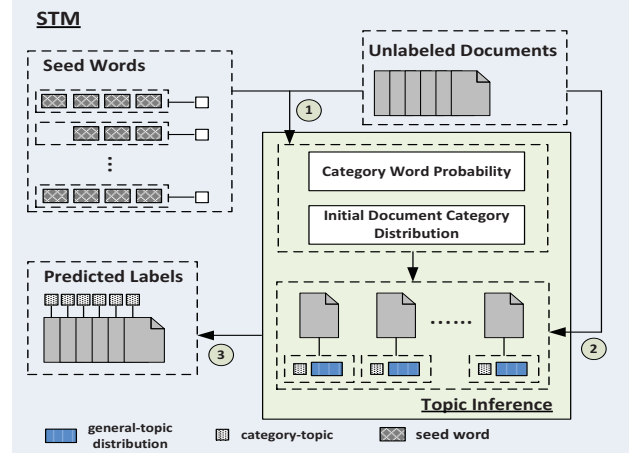 STM
Seed Words
Unlabeled Documents
1
Category Word Probability
Initial Document Category
Distribution
Predicted Labels
2
3
Topic Inference
general-topic
distribution
category-topic
seed word